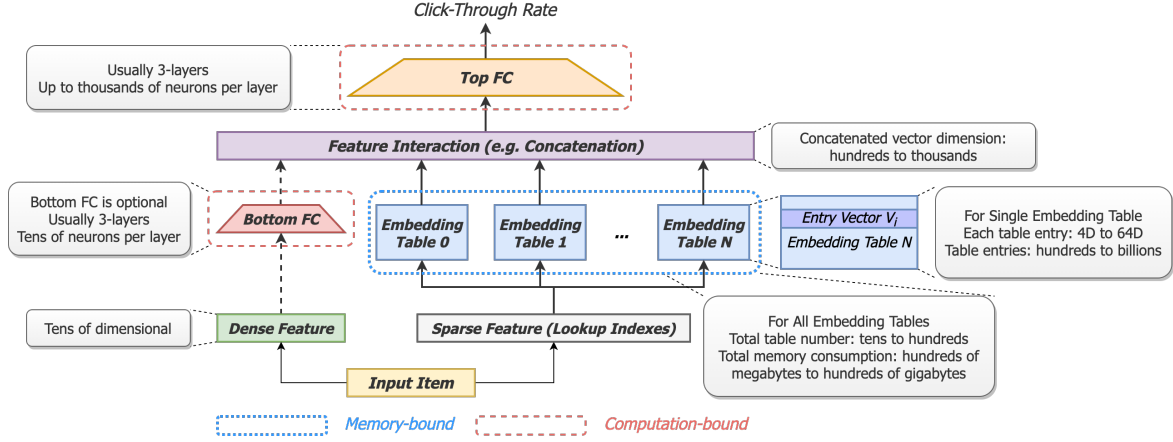 Click-Through Rate
Usually 3-layers
Up to thousands of neurons per layer
Top FC
Feature Interaction (e.g. Concatenation)
Concatenated vector dimension:
hundreds to thousands
Bottom FC is optional
Usually 3-layers
Tens of neurons per layer
Bottom FC
Embedding
Table 0
Embedding
Table 1
...
Embedding
Table N
Entry Vector Vi
Embedding Table N
For Single Embedding Table
Each table entry: 4D to 64D
Table entries: hundreds to billions
Tens of dimensional
Dense Feature
Sparse Feature (Lookup Indexes)
For All Embedding Tables
Total table number: tens to hundreds
Total memory consumption: hundreds of
megabytes to hundreds of gigabytes
Input Item
Memory-bound
Computation-bound